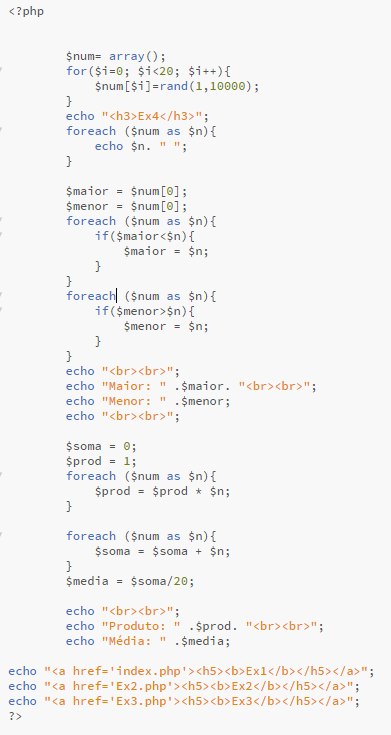 <?php
$num= array();
for($i=0; $i<20; $i++){
$num[$i]=rand(1,10000);
}
echo "<h3>Ex4</h3>";
foreach ($num as $n){
echo $n. " ";
}
$maior = $num[0];
$menor = $num[0];
foreach ($num as $n){
if($maior<$n){
$maior = $n;
}
}
foreach ($num as $n){
if($menor>$n){
$menor = $n;
}
}
echo "<br><br>";
echo "Maior: " .$maior. "<br><br>";
echo "Menor: " .$menor;
echo "<br><br>";
$soma = 0;
$prod = 1;
foreach ($num as $n){
$prod = $prod * $n;
}
foreach ($num as $n){
$soma = $soma + $n;
}
$media = $soma/20;
echo "<br><br>";
echo "Produto: " .$prod. "<br><br>";
echo "Média: " .$media;
echo "<a href='index.php'><h5><b>Ex1</b></h5></a>";
echo "<a href='Ex2.php'><h5><b>Ex2</b></h5></a>";
echo "<a href='Ex3.php'><h5><b>Ex3</b></h5></a>";
?>